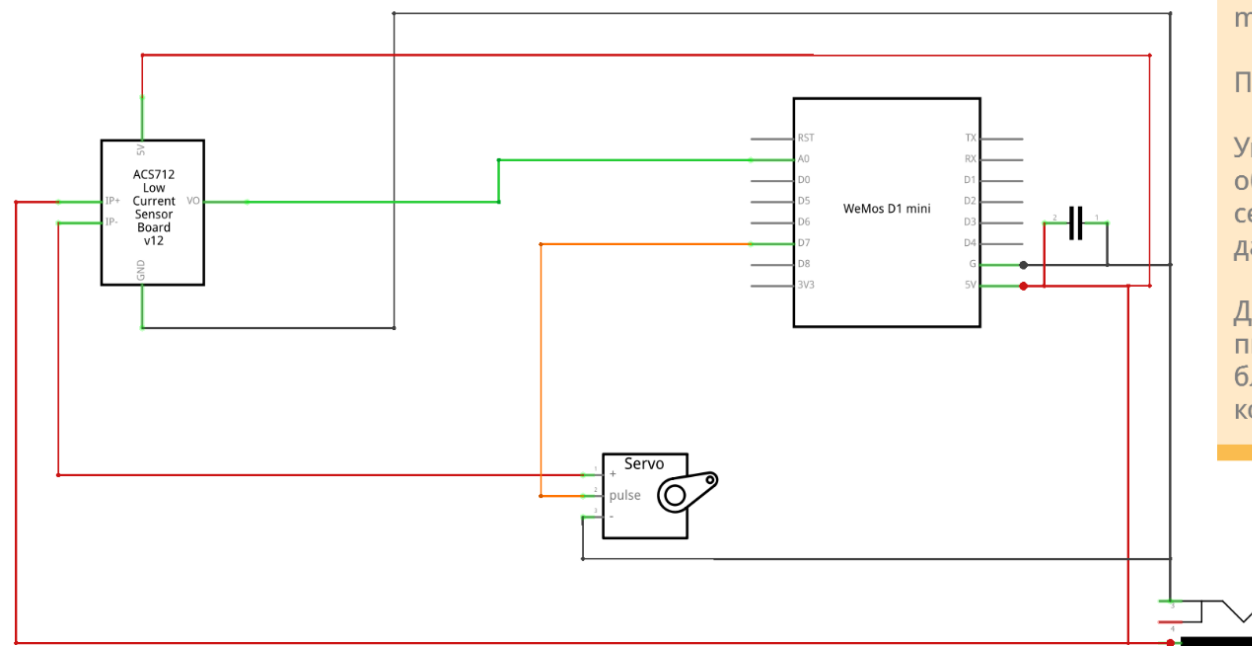 5V
ACS712
Low
Current
Sensor
Board
v12
IP+
IP-
VO
GND
RST
A0
D0
D5
D6
D7
D8
3V3
WeMos D1 mini
TX
RX
D1
D2
D3
D4
G
5V
2
1
Servo
1
+
2
pulse
3
-
3
4